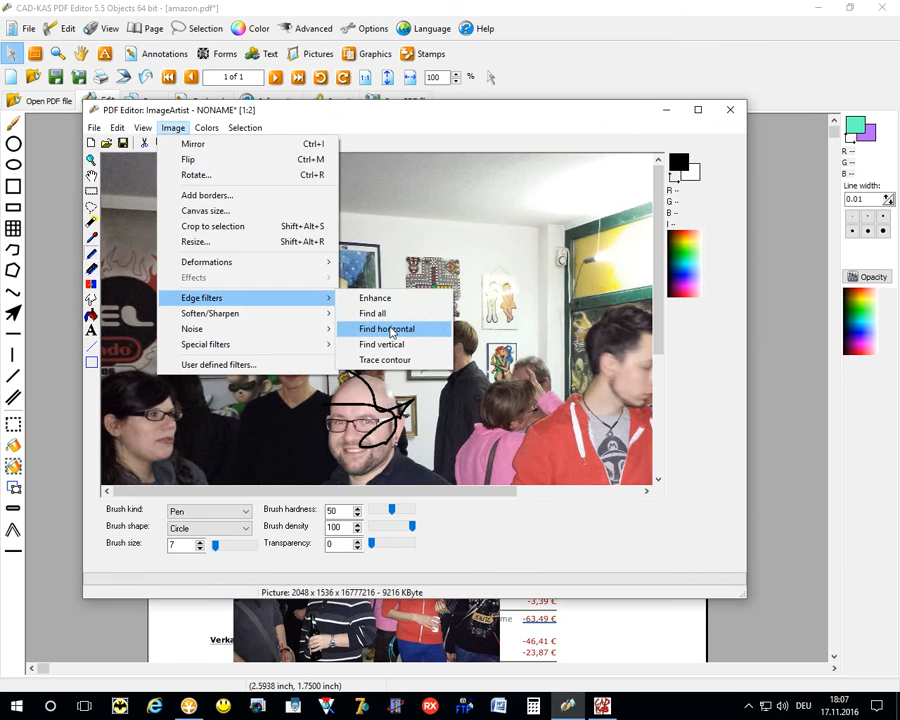 CAD-KAS PDF Editor 5.5 Objects 64 bit - [amazon.pdf*]
File Edit View Page Selection Color Advanced Options Language Help
Annotations Forms Text Pictures Graphics Stamps
1 of 1 1:1 100 %
Open PDF file
PDF Editor: ImageArtist - NONAME* [1:2]
File Edit View Image Colors Selection
Mirror Ctrl+I
Flip Ctrl+M
Rotate... Ctrl+R
Add borders...
Canvas size...
Crop to selection Shift+Alt+S
Resize... Shift+Alt+R
Deformations
Effects
Edge filters
Soften/Sharpen
Noise
Special filters
User defined filters...
Enhance
Find all
Find horizontal
Find vertical
Trace contour
R --
G --
B --
I --
R --
G --
B --
Line width:
0.01
Opacity
Brush kind: Pen
Brush shape: Circle
Brush size: 7
Brush hardness: 50
Brush density 100
Transparency: 0
Picture: 2048 x 1536 x 16777216 - 9216 KByte
-3,39 €
-63,49 €
-46,41 €
-23,87 €
Verka
(2.5938 inch, 1.7500 inch)
DEU
18:07
17.11.2016